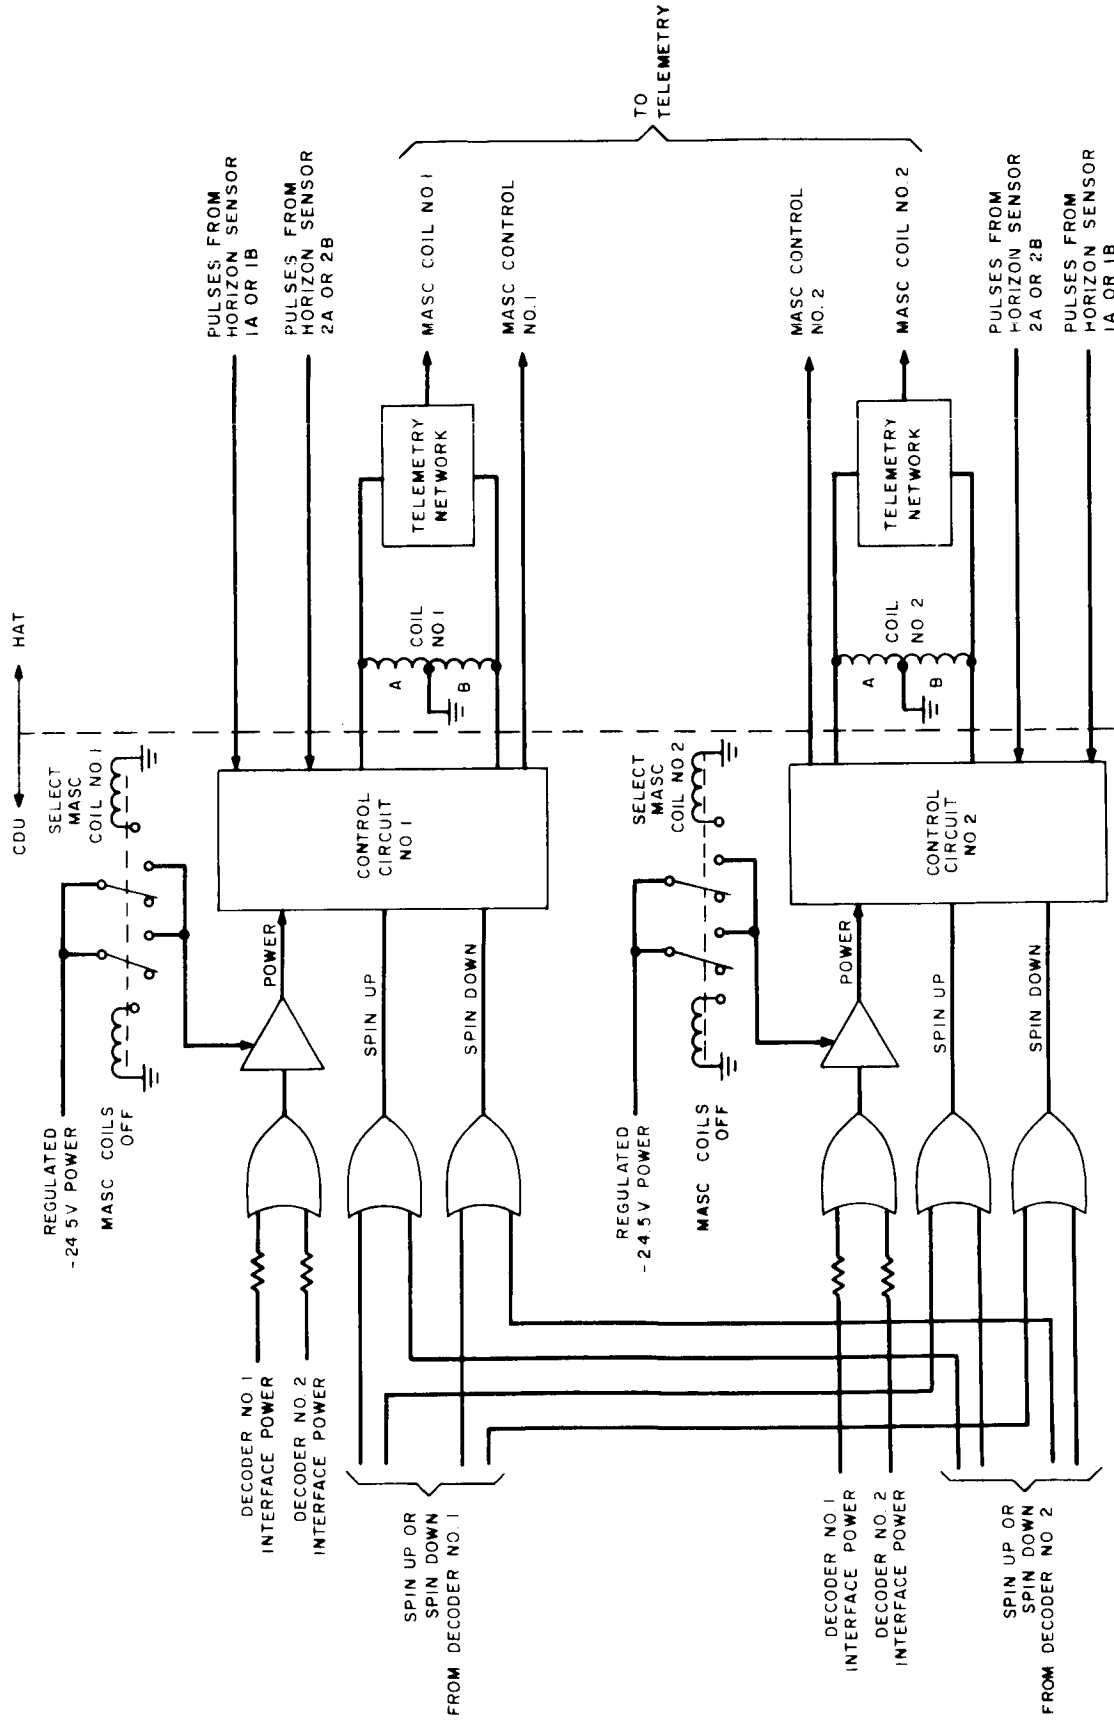 CDU
HAT
REGULATED
-24 5V POWER
MASC COILS
OFF
SELECT
MASC
COIL NO.1
DECODER NO. 1
INTERFACE POWER
DECODER NO. 2
INTERFACE POWER
POWER
SPIN UP
SPIN DOWN
CONTROL
CIRCUIT
NO 1
SPIN UP OR
SPIN DOWN
FROM DECODER NO. 1
PULSES FROM
HORIZON SENSOR
1A OR 1B
PULSES FROM
HORIZON SENSOR
2A OR 2B
A
B
COIL
NO.1
TELEMETRY
NETWORK
MASC COIL NO.1
MASC CONTROL
NO.1
TO
TELEMETRY
REGULATED
-24.5V POWER
MASC COILS
OFF
SELECT
MASC
COIL NO.2
DECODER NO. 1
INTERFACE POWER
DECODER NO. 2
INTERFACE POWER
POWER
SPIN UP
SPIN DOWN
CONTROL
CIRCUIT
NO 2
SPIN UP OR
SPIN DOWN
FROM DECODER NO 2
MASC CONTROL
NO. 2
A
B
COIL
NO 2
TELEMETRY
NETWORK
MASC COIL NO.2
PULSES FROM
HORIZON SENSOR
2A OR 2B
PULSES FROM
HORIZON SENSOR
1A OR 1B